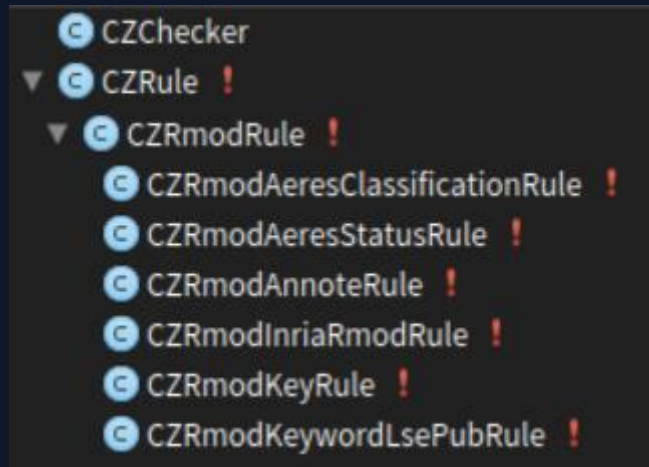 C CZChecker
▼ C CZRule !
▼ C CZRmodRule !
C CZRmodAeresClassificationRule !
C CZRmodAeresStatusRule !
C CZRmodAnnoteRule !
C CZRmodInriaRmodRule !
C CZRmodKeyRule !
C CZRmodKeywordLsePubRule !